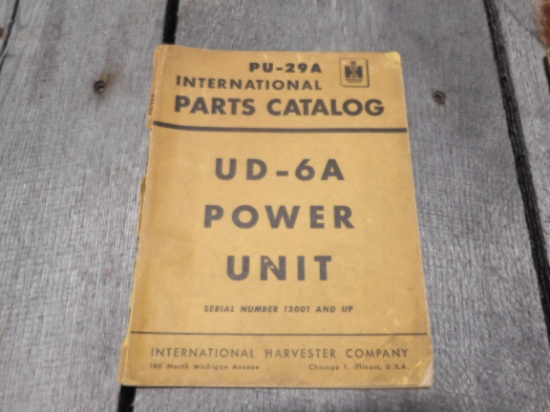 PU-29A
INTERNATIONAL
PARTS CATALOG
UD-6A
POWER
UNIT
SERIAL NUMBER 13001 AND UP
INTERNATIONAL HARVESTER COMPANY
180 North Michigan Avenue Chicago 1, Illinois, U.S.A.